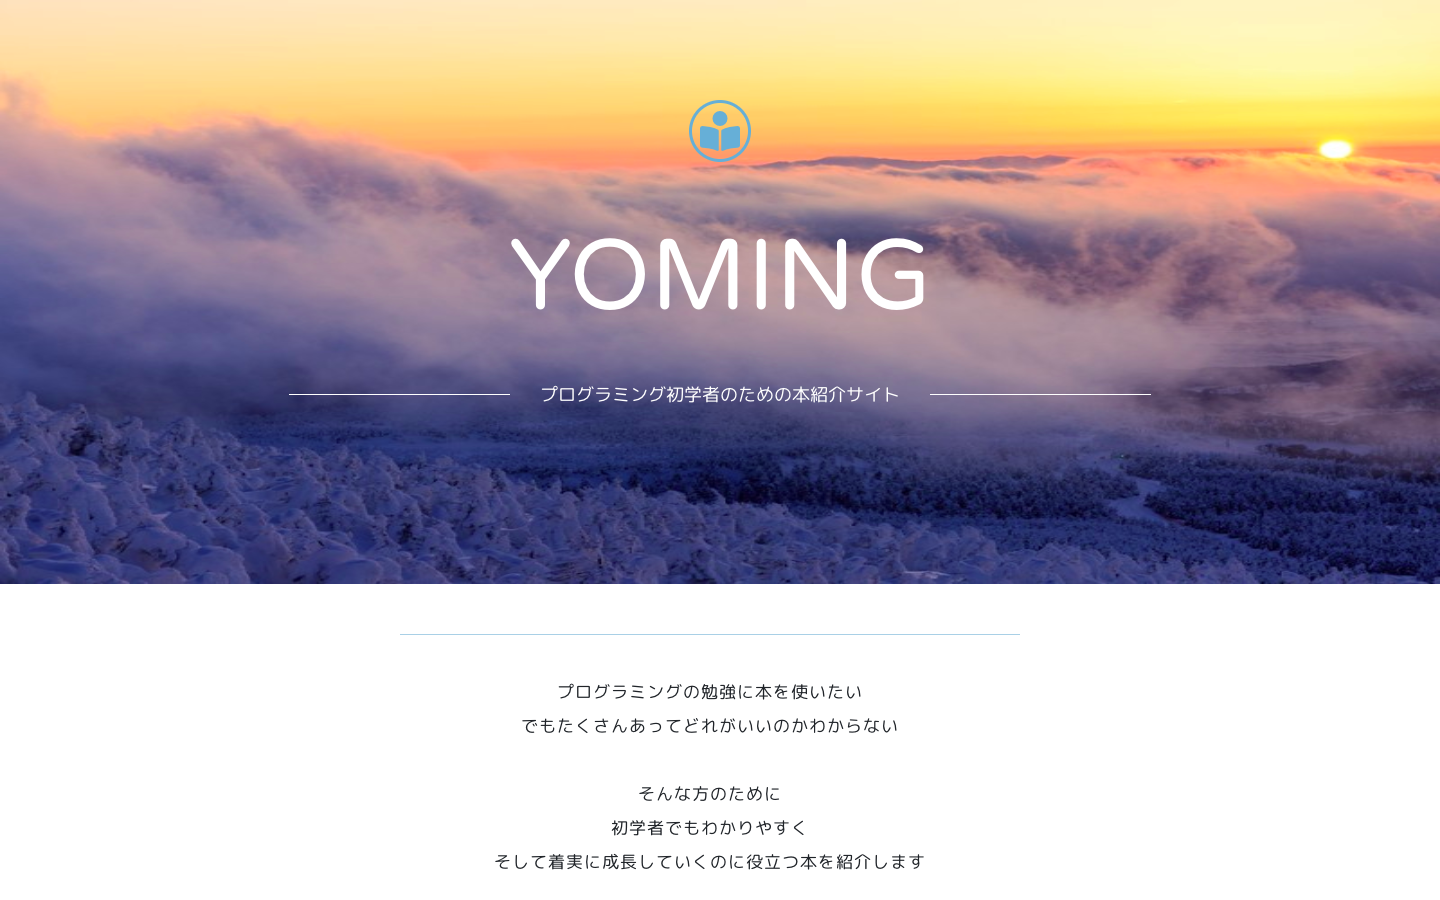 YOMING
プログラミング初学者のための本紹介サイト
プログラミングの勉強に本を使いたい
でもたくさんあってどれがいいのかわからない
そんな方のために
初学者でもわかりやすく
そして着実に成長していくのに役立つ本を紹介します